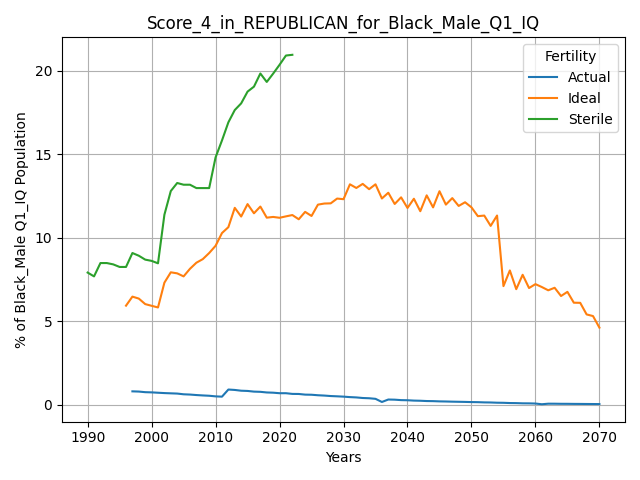 Score_4_in_REPUBLICAN_for_Black_Male_Q1_IQ
% of Black_Male Q1_IQ Population
20
15
10
5
0
Fertility
Actual
Ideal
Sterile
1990 2000 2010 2020 2030 2040 2050 2060 2070
Years